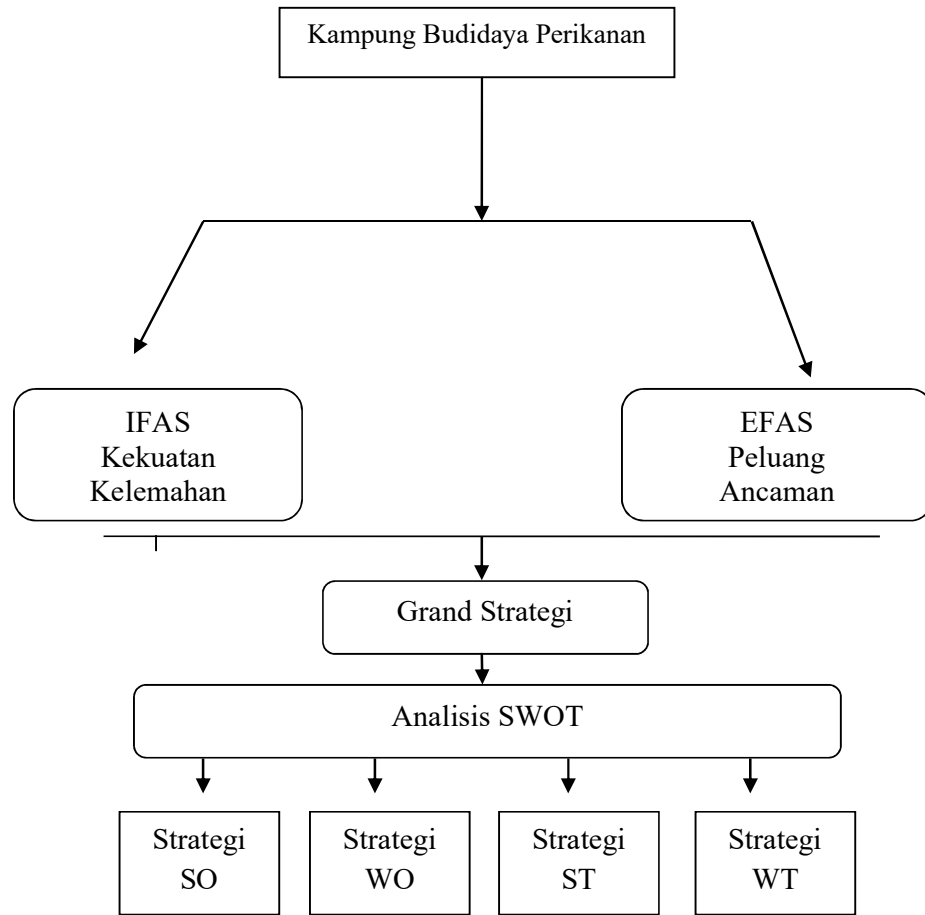 Kampung Budidaya Perikanan
IFAS
Kekuatan
Kelemahan
EFAS
Peluang
Ancaman
Grand Strategi
Analisis SWOT
Strategi
SO
Strategi
WO
Strategi
ST
Strategi
WT